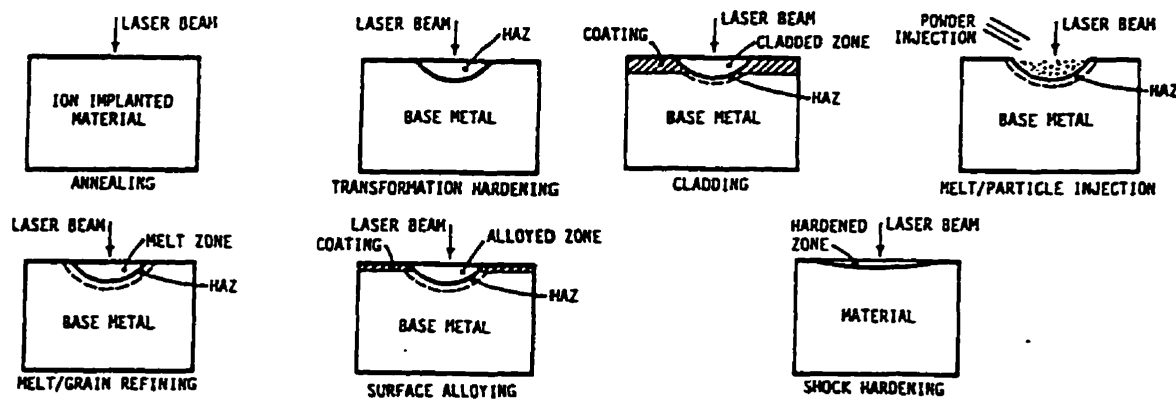 LASER BEAM
ION IMPLANTED
MATERIAL
ANNEALING
LASER BEAM
HAZ
BASE METAL
TRANSFORMATION HARDENING
LASER BEAM
COATING
CLADDED ZONE
HAZ
BASE METAL
CLADDING
POWDER
INJECTION
LASER BEAM
HAZ
BASE METAL
MELT/PARTICLE INJECTION
LASER BEAM
MELT ZONE
HAZ
BASE METAL
MELT/GRAIN REFINING
LASER BEAM
COATING
ALLOYED ZONE
HAZ
BASE METAL
SURFACE ALLOYING
HARDENED
ZONE
LASER BEAM
MATERIAL
SHOCK HARDENING